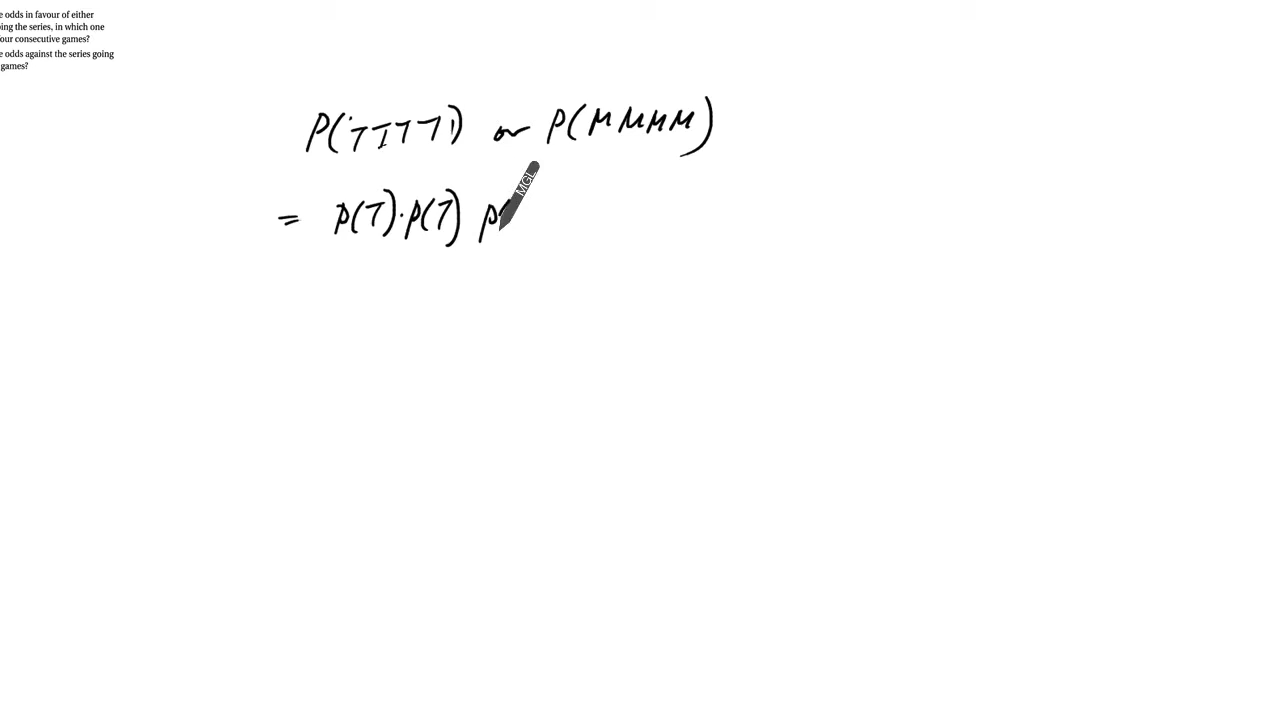 e odds in favour of either
ing the series, in which one
our consecutive games?
e odds against the series going
games?
P(TTTT) or P(MMMM)
MGL
= P(T)·P(T) P(